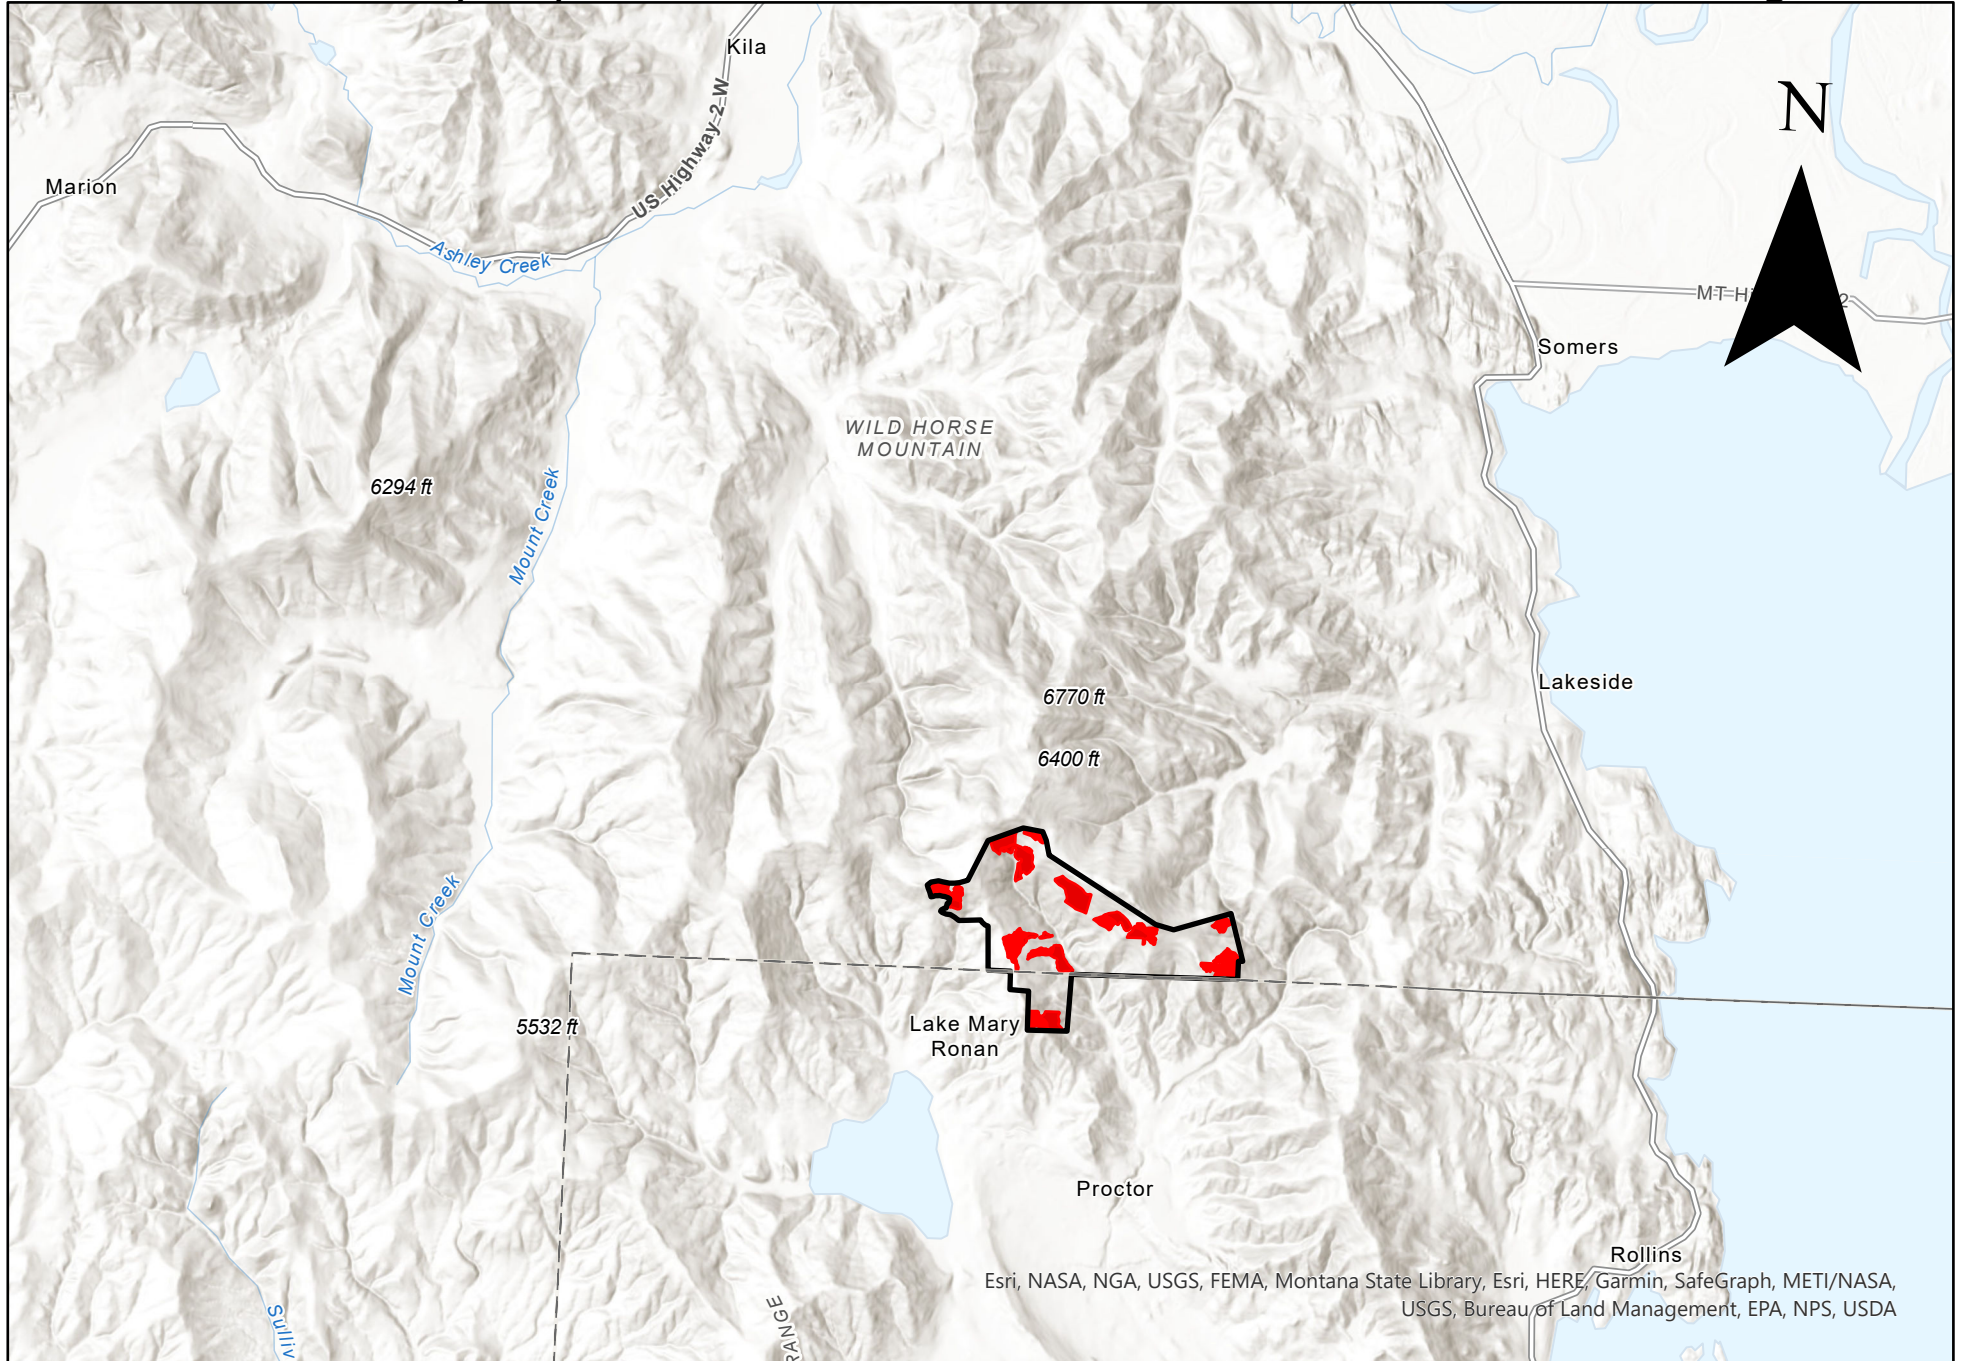 Kila
N
US Highway 2 W
Marion
Ashley Creek
MT Hi
2
Somers
WILD HORSE
MOUNTAIN
6294 ft
Mount Creek
Lakeside
6770 ft
6400 ft
Mount Creek
5532 ft
Lake Mary
Ronan
Proctor
Rollins
Esri, NASA, NGA, USGS, FEMA, Montana State Library, Esri, HERE, Garmin, SafeGraph, METI/NASA,
USGS, Bureau of Land Management, EPA, NPS, USDA
Sulliv
RANGE